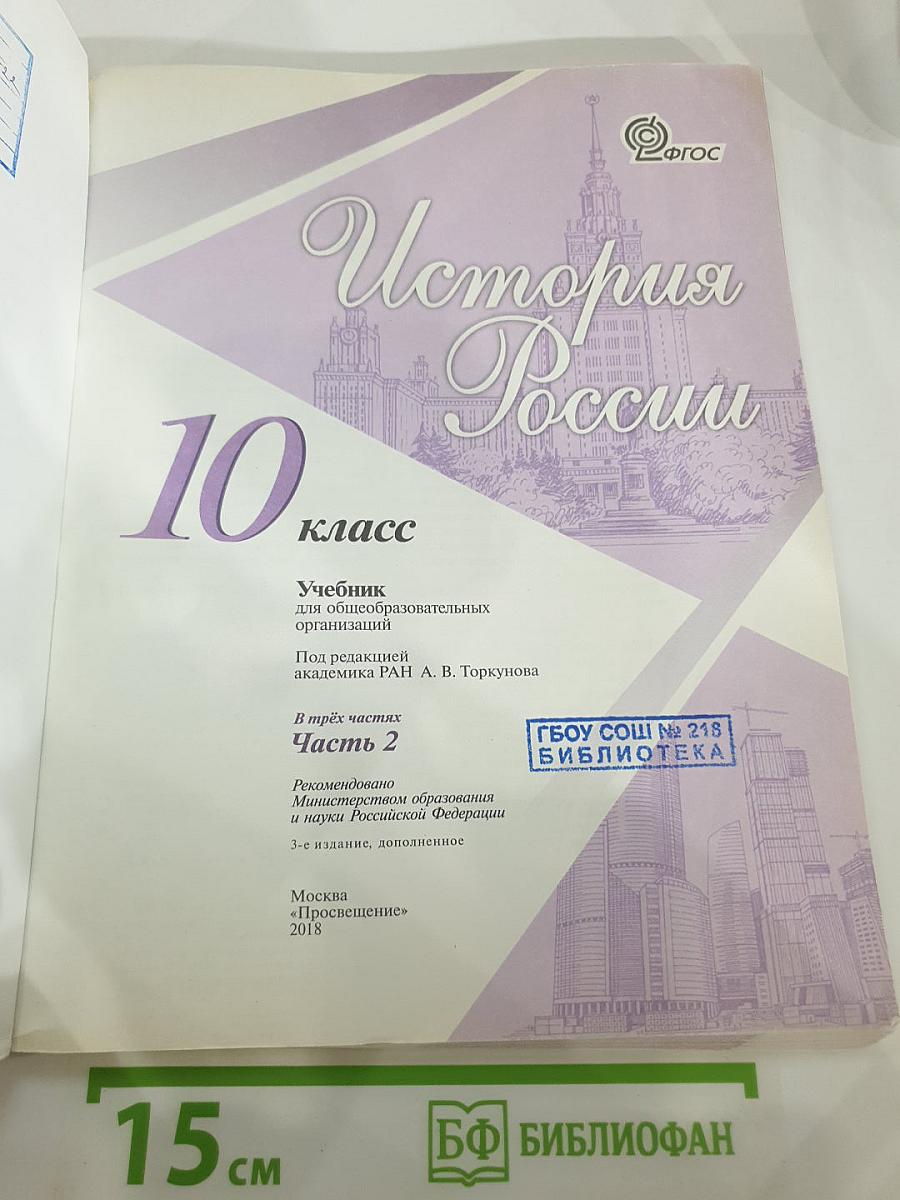 ФГОС
История
России
10 класс
Учебник
для общеобразовательных
организаций
Под редакцией
академика РАН А. В. Торкунова
В трёх частях
Часть 2
ГБОУ СОШ № 218
БИБЛИОТЕКА
Рекомендовано
Министерством образования
и науки Российской Федерации
3-е издание, дополненное
Москва
«Просвещение»
2018
15 см
БФ БИБЛИОФАН